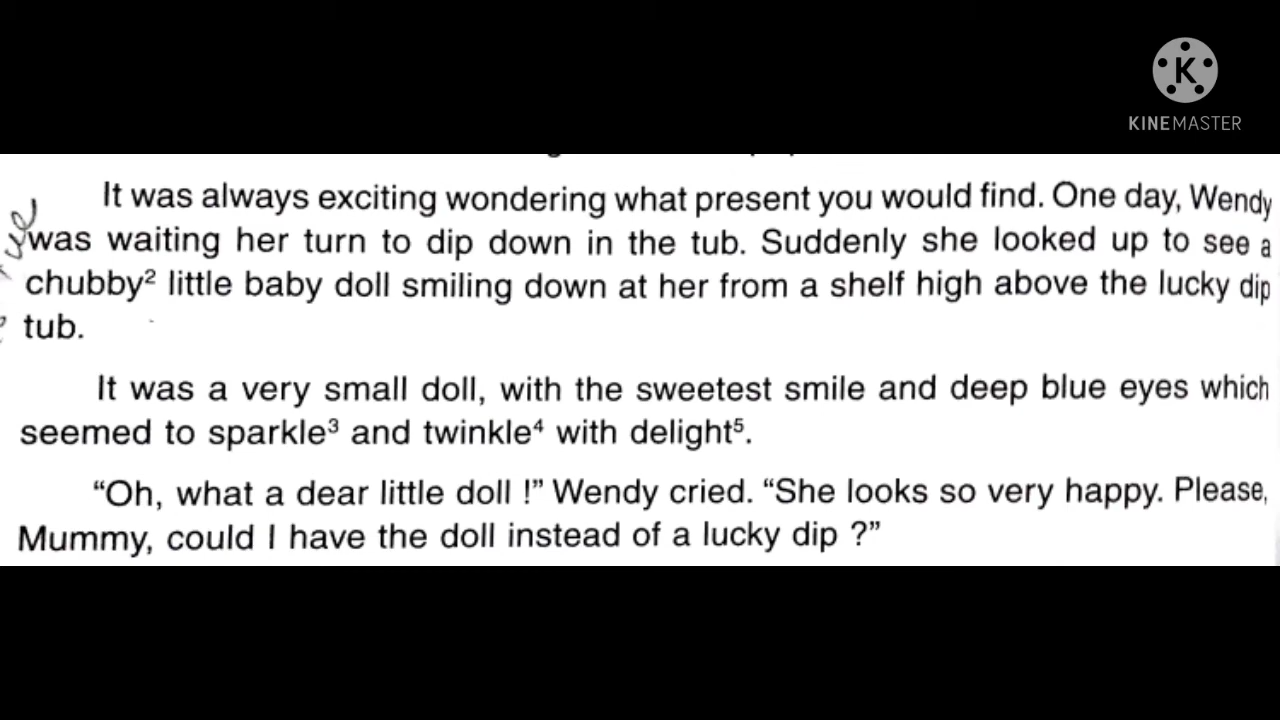 KINEMASTER
It was always exciting wondering what present you would find. One day, Wendy
was waiting her turn to dip down in the tub. Suddenly she looked up to see a
chubby² little baby doll smiling down at her from a shelf high above the lucky dip
tub.
It was a very small doll, with the sweetest smile and deep blue eyes which
seemed to sparkle³ and twinkle⁴ with delight⁵.
“Oh, what a dear little doll !” Wendy cried. “She looks so very happy. Please,
Mummy, could I have the doll instead of a lucky dip ?”